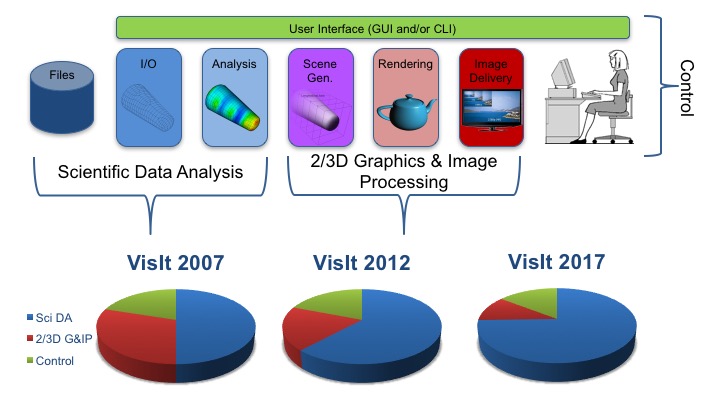 User Interface (GUI and/or CLI)
Files
I/O
Analysis
Scene
Gen.
Rendering
Image
Delivery
Control
Scientific Data Analysis
2/3D Graphics & Image
Processing
VisIt 2007
VisIt 2012
VisIt 2017
Sci DA
2/3D G&IP
Control